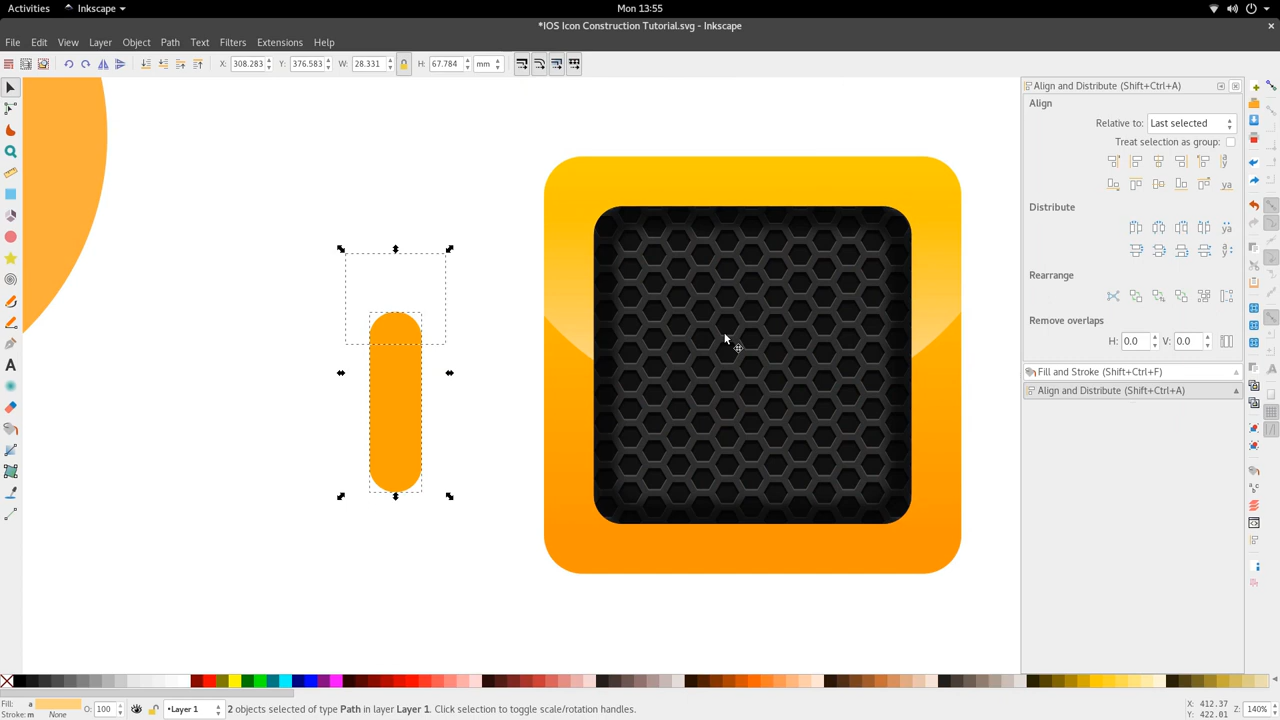 Activities Inkscape Mon 13:55
*IOS Icon Construction Tutorial.svg - Inkscape
File Edit View Layer Object Path Text Filters Extensions Help
X: 308.283 Y: 376.583 W: 28.331 H: 67.784 mm
Align and Distribute (Shift+Ctrl+A)
Align
Relative to: Last selected
Treat selection as group:
Distribute
Rearrange
Remove overlaps
H: 0.0 V: 0.0
Fill and Stroke (Shift+Ctrl+F)
Align and Distribute (Shift+Ctrl+A)
Fill: a O: 100 •Layer 1 2 objects selected of type Path in layer Layer 1. Click selection to toggle scale/rotation handles. X: 412.37 Z: 140%
Stroke: m None Y: 422.01